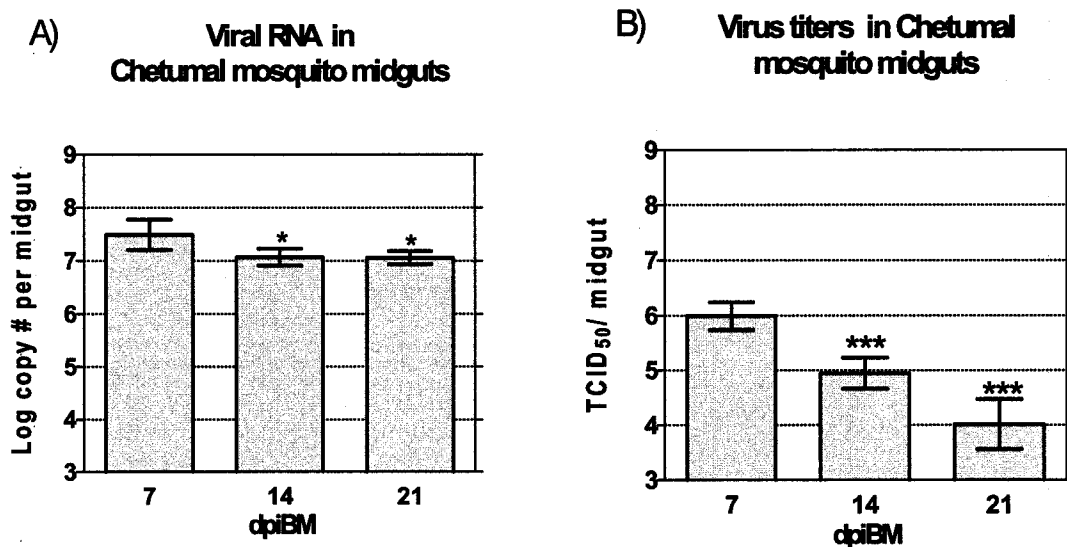 A)
Viral RNA in
Chetumal mosquito midguts
Log copy # per midgut
9
8
7
6
5
4
3
*
*
7
14
21
dpiBM
B)
Virus titers in Chetumal
mosquito midguts
TCID50/ midgut
9
8
7
6
5
4
3
***
***
7
14
21
dpiBM